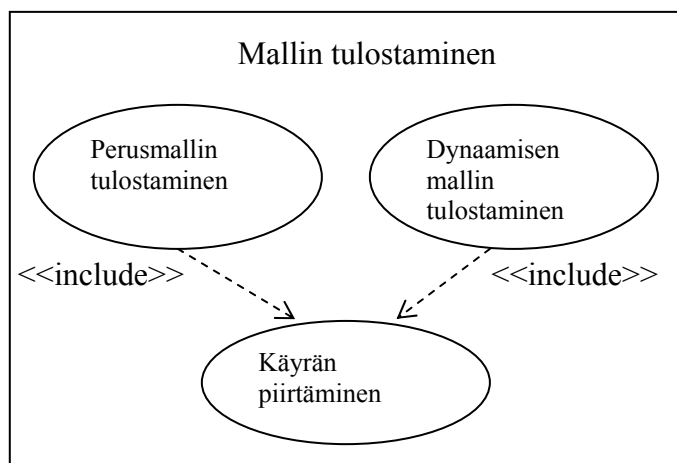 Mallin tulostaminen
Perusmallin
tulostaminen
Dynaamisen
mallin
tulostaminen
<<include>>
<<include>>
Käyrän
piirtäminen